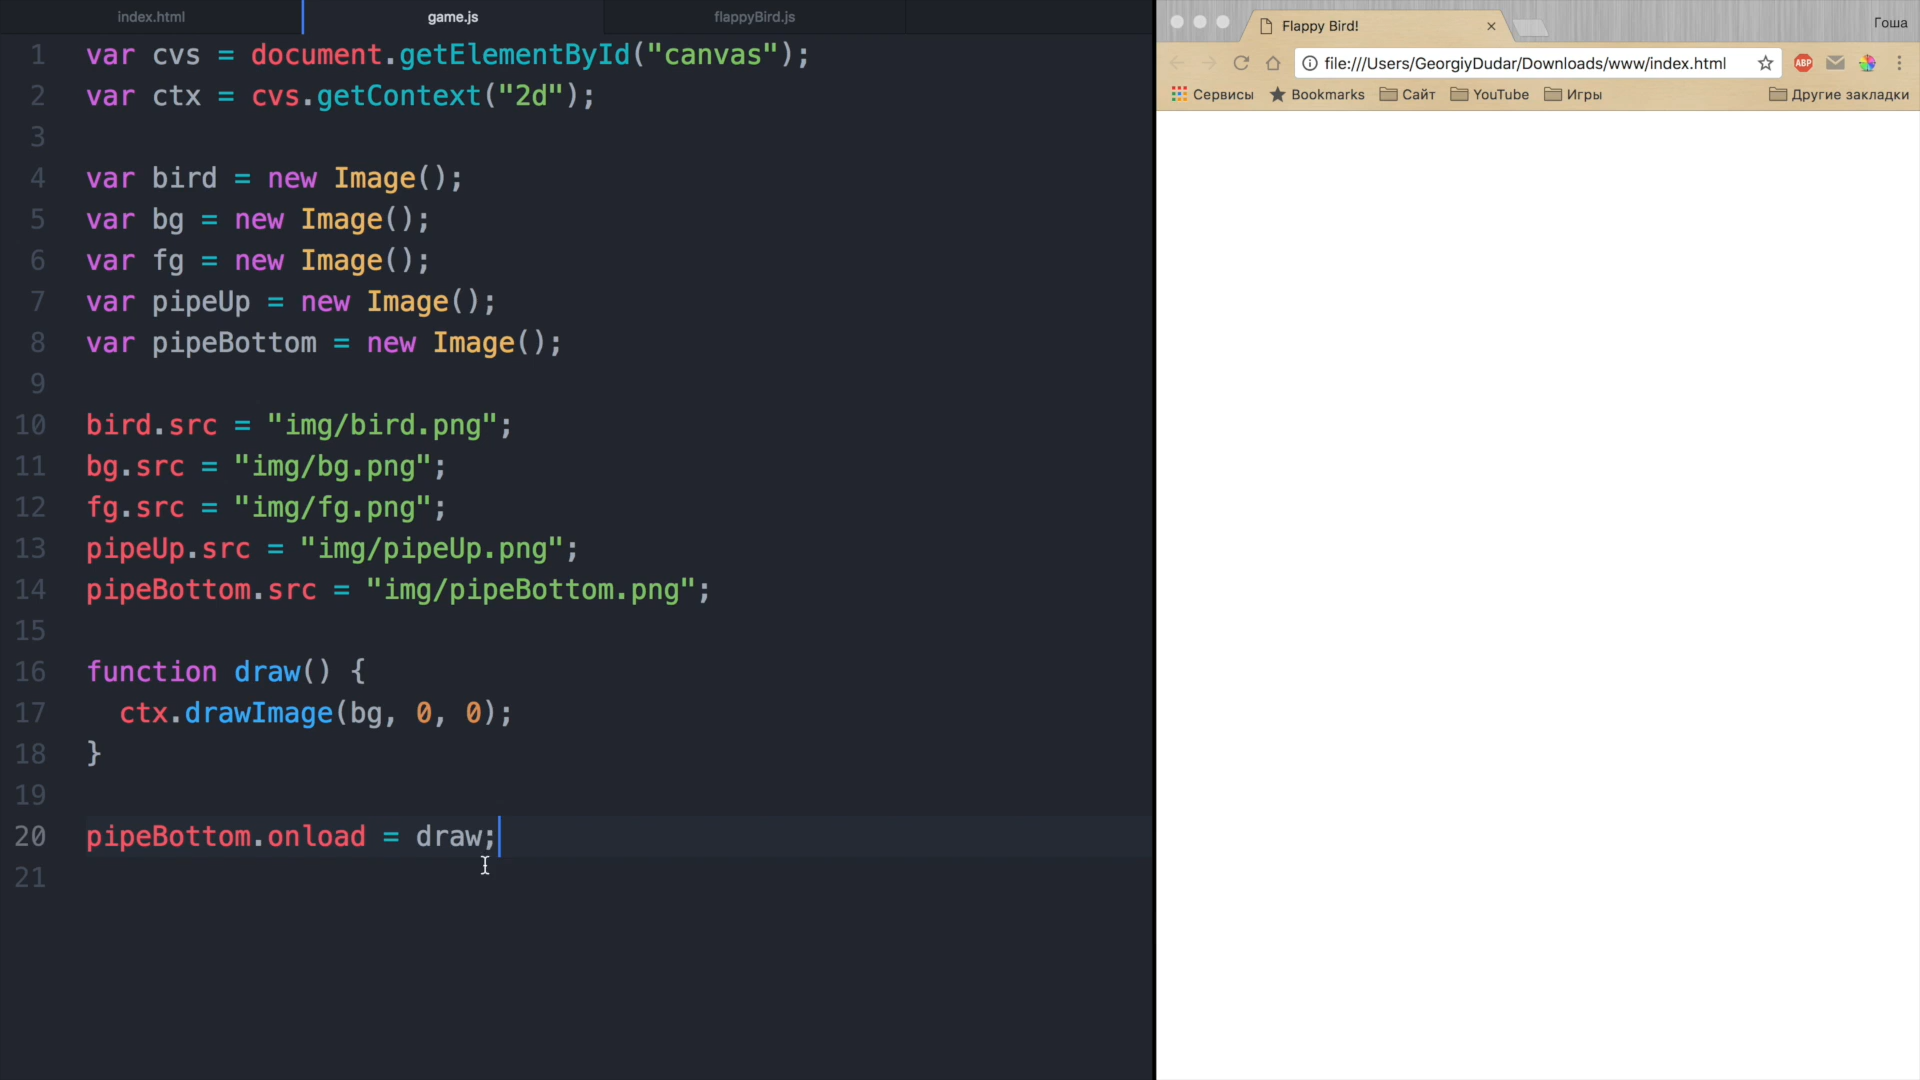 index.html
game.js
flappyBird.js
1 var cvs = document.getElementById("canvas");
2 var ctx = cvs.getContext("2d");
3
4 var bird = new Image();
5 var bg = new Image();
6 var fg = new Image();
7 var pipeUp = new Image();
8 var pipeBottom = new Image();
9
10 bird.src = "img/bird.png";
11 bg.src = "img/bg.png";
12 fg.src = "img/fg.png";
13 pipeUp.src = "img/pipeUp.png";
14 pipeBottom.src = "img/pipeBottom.png";
15
16 function draw() {
17 ctx.drawImage(bg, 0, 0);
18 }
19
20 pipeBottom.onload = draw;
21
Flappy Bird!
Гоша
file:///Users/GeorgiyDudar/Downloads/www/index.html
ABP
Сервисы Bookmarks Сайт YouTube Игры Другие закладки